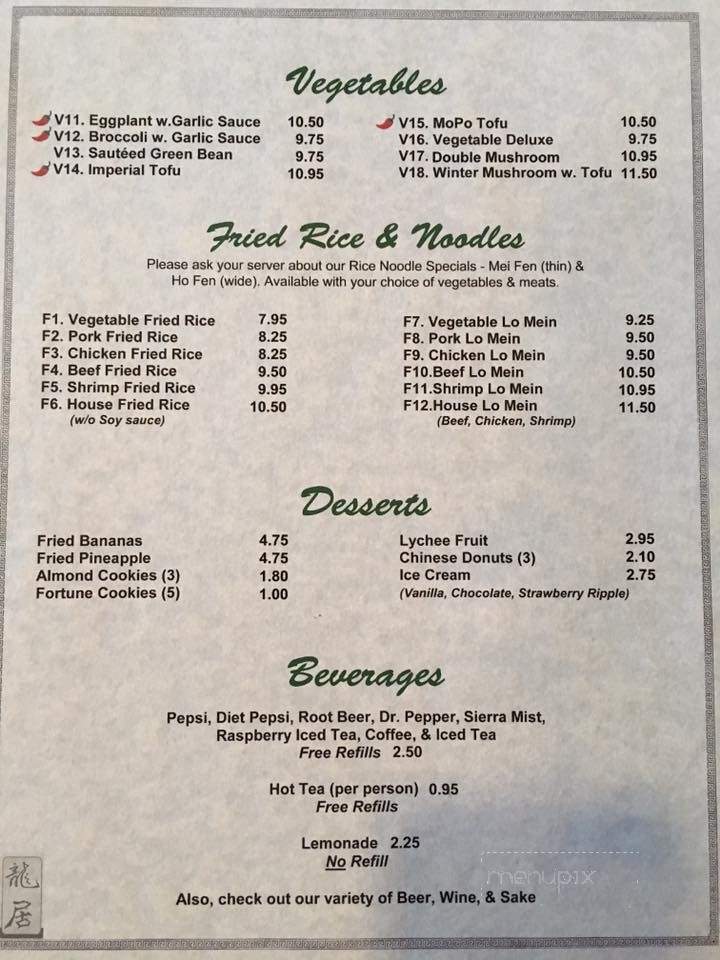 Vegetables
V11. Eggplant w.Garlic Sauce 10.50
V12. Broccoli w. Garlic Sauce 9.75
V13. Sautéed Green Bean 9.75
V14. Imperial Tofu 10.95
V15. MoPo Tofu 10.50
V16. Vegetable Deluxe 9.75
V17. Double Mushroom 10.95
V18. Winter Mushroom w. Tofu 11.50
Fried Rice & Noodles
Please ask your server about our Rice Noodle Specials - Mei Fen (thin) &
Ho Fen (wide). Available with your choice of vegetables & meats.
F1. Vegetable Fried Rice 7.95
F2. Pork Fried Rice 8.25
F3. Chicken Fried Rice 8.25
F4. Beef Fried Rice 9.50
F5. Shrimp Fried Rice 9.95
F6. House Fried Rice 10.50
(w/o Soy sauce)
F7. Vegetable Lo Mein 9.25
F8. Pork Lo Mein 9.50
F9. Chicken Lo Mein 9.50
F10.Beef Lo Mein 10.50
F11.Shrimp Lo Mein 10.95
F12.House Lo Mein 11.50
(Beef, Chicken, Shrimp)
Desserts
Fried Bananas 4.75
Fried Pineapple 4.75
Almond Cookies (3) 1.80
Fortune Cookies (5) 1.00
Lychee Fruit 2.95
Chinese Donuts (3) 2.10
Ice Cream 2.75
(Vanilla, Chocolate, Strawberry Ripple)
Beverages
Pepsi, Diet Pepsi, Root Beer, Dr. Pepper, Sierra Mist,
Raspberry Iced Tea, Coffee, & Iced Tea
Free Refills 2.50
Hot Tea (per person) 0.95
Free Refills
Lemonade 2.25
No Refill
Also, check out our variety of Beer, Wine, & Sake
龍
居
menupix